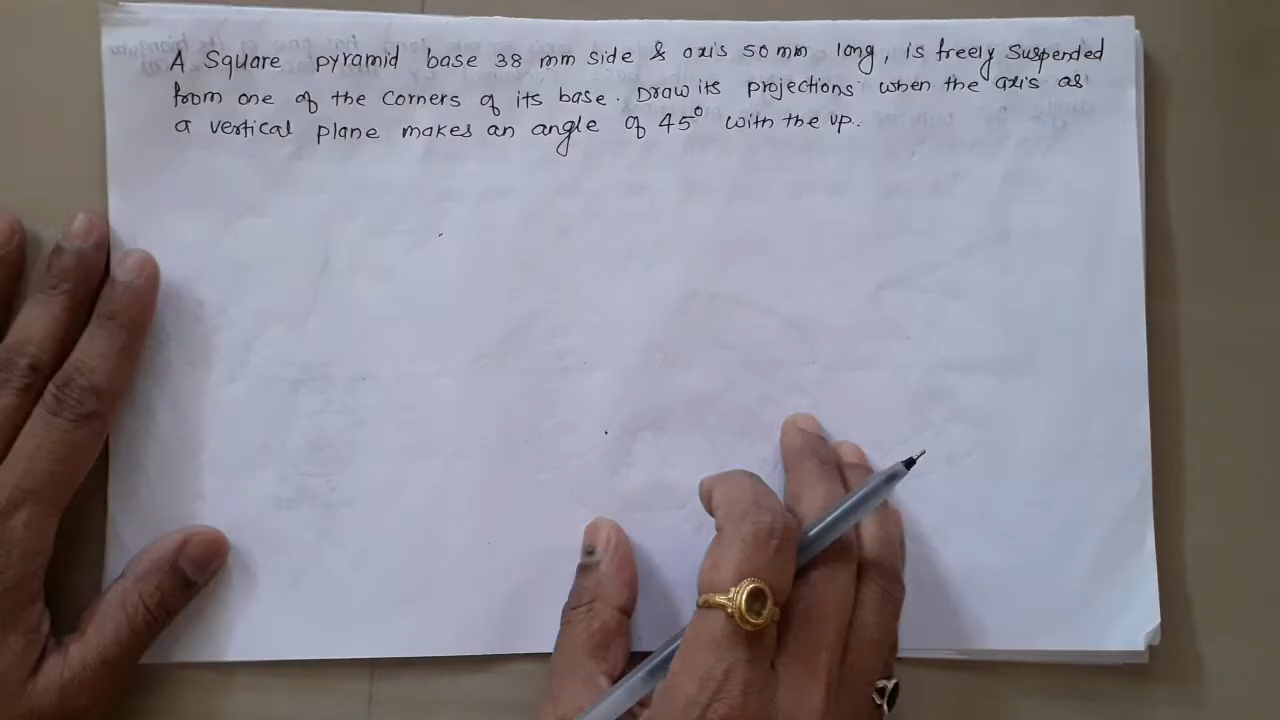 A Square pyramid base 38 mm side & axis 50 mm long, is freely suspended
from one of the corners of its base. Draw its projections when the axis as
a vertical plane makes an angle of 45° with the vp.